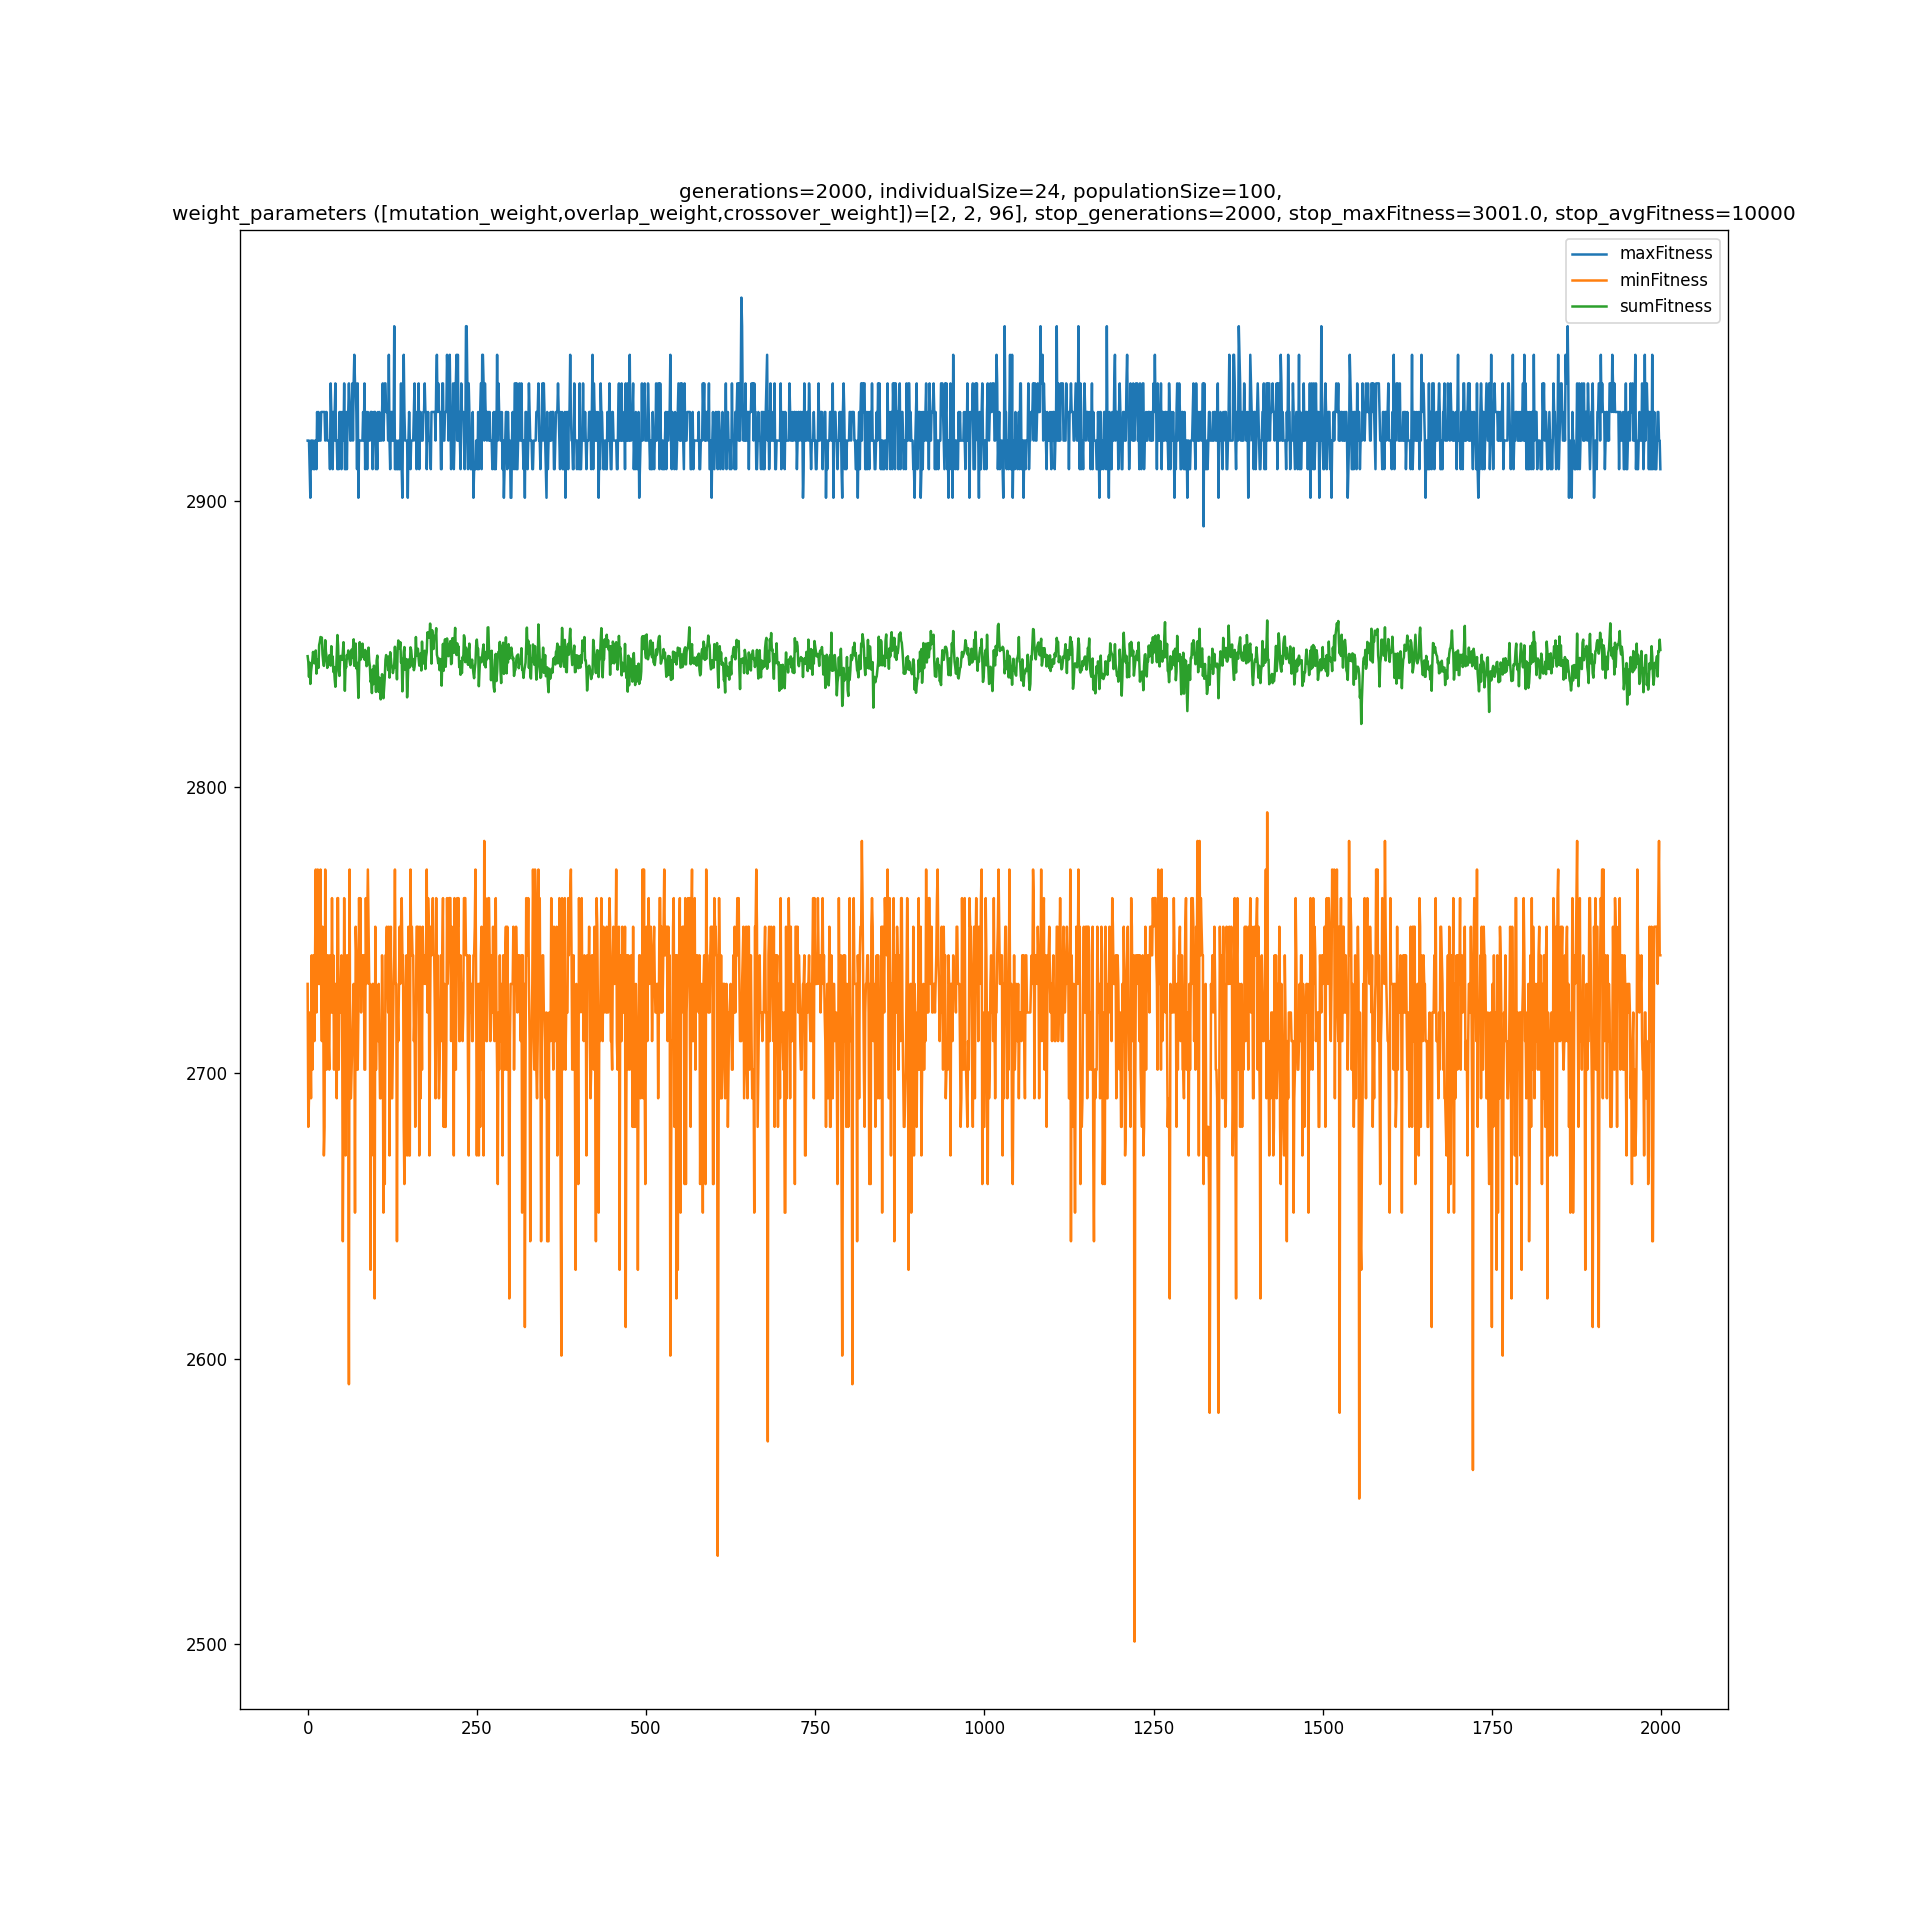 generations=2000, individualSize=24, populationSize=100,
weight_parameters ([mutation_weight,overlap_weight,crossover_weight])=[2, 2, 96], stop_generations=2000, stop_maxFitness=3001.0, stop_avgFitness=10000
maxFitness
minFitness
sumFitness
2900
2800
2700
2600
2500
0 250 500 750 1000 1250 1500 1750 2000